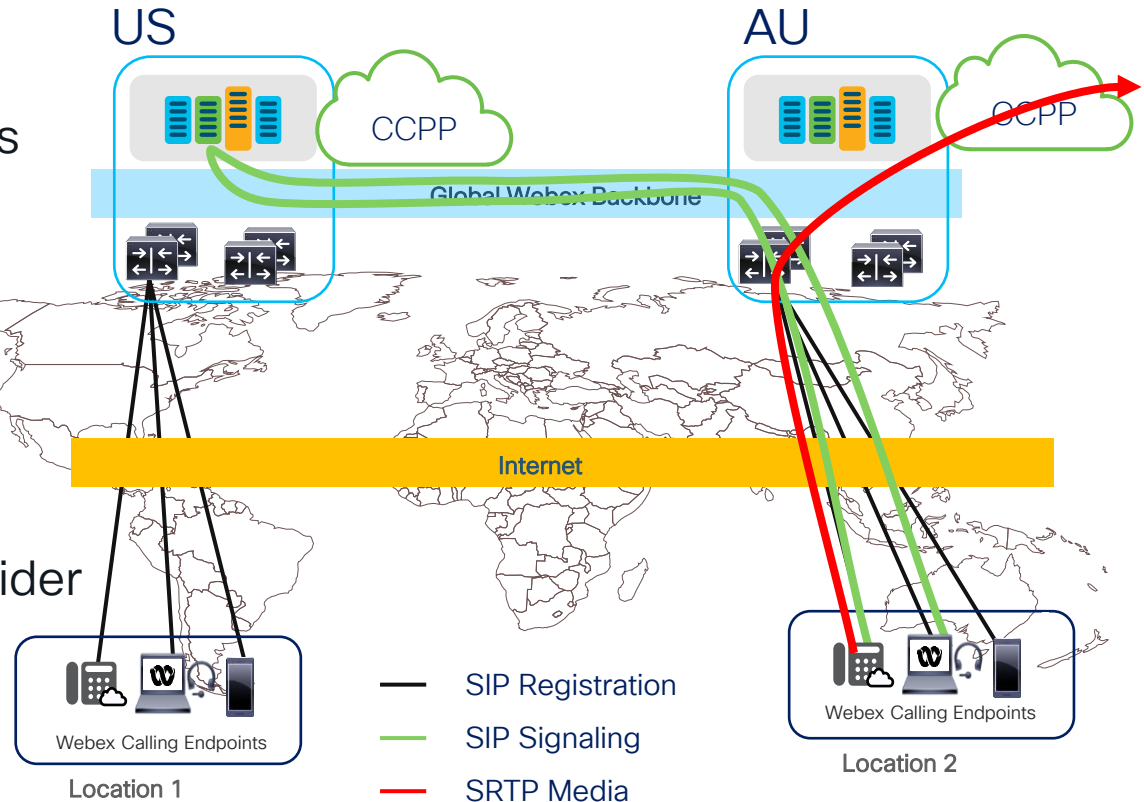 US
AU
s
CCPP
CCPP
Global Webex Backbone
Internet
ider
Webex Calling Endpoints
Location 1
SIP Registration
SIP Signaling
SRTP Media
Webex Calling Endpoints
Location 2